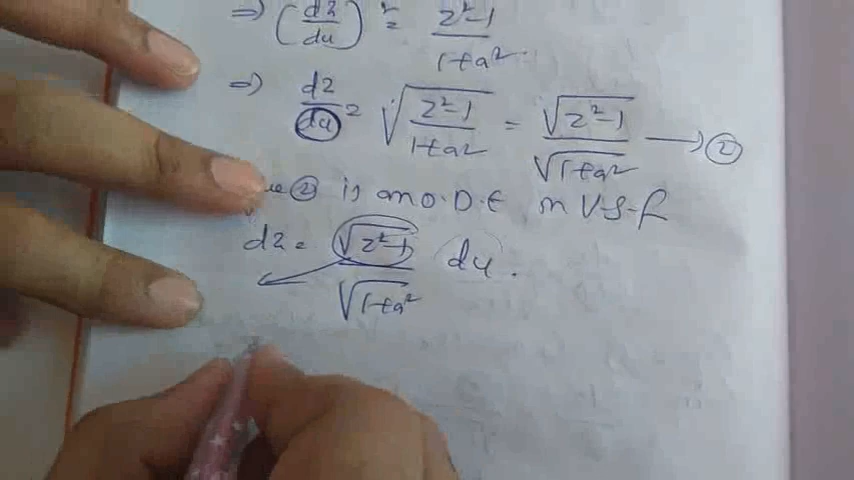 ⇒ (dz/du)² = z²-1/1+a²
⇒ dz/du = √(z²-1/1+a²) = √(z²-1)/√(1+a²) → ②
② is an O.D.E in V-S-F
dz = √(z²-1)/√(1+a²) du.